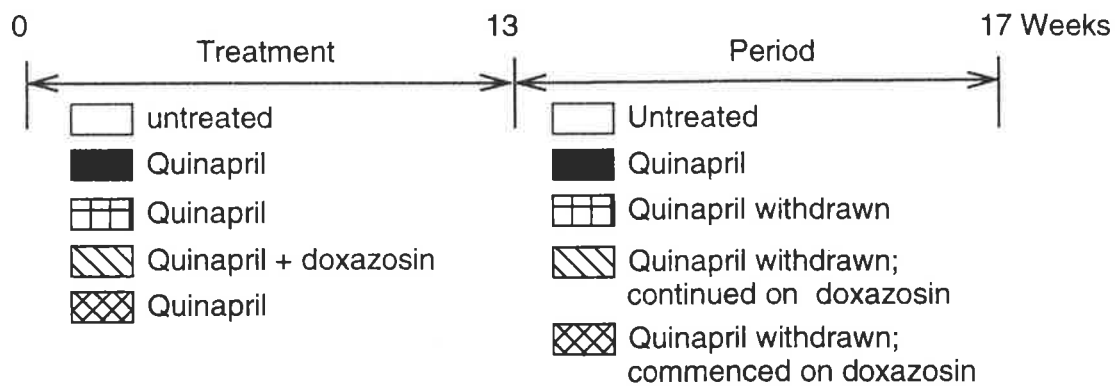 0 13 17 Weeks
Treatment Period
untreated
Quinapril
Quinapril
Quinapril + doxazosin
Quinapril
Untreated
Quinapril
Quinapril withdrawn
Quinapril withdrawn;
continued on doxazosin
Quinapril withdrawn;
commenced on doxazosin